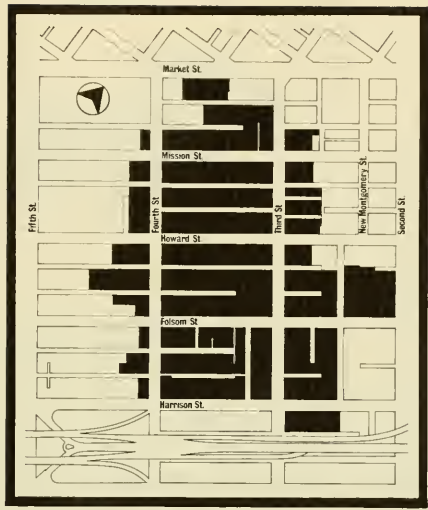 Market St.
Mission St.
Fifth St.
Fourth St.
Third St.
New Montgomery St.
Second St.
Howard St.
Folsom St.
Harrison St.